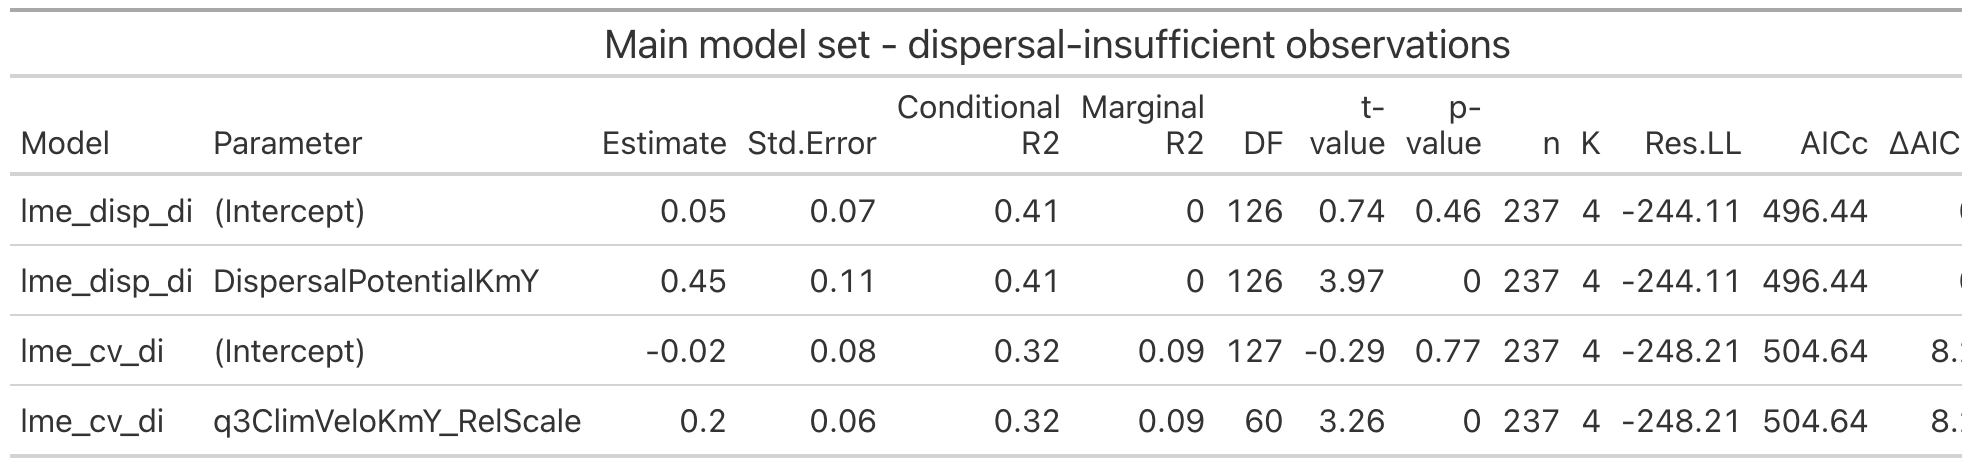 Main model set - dispersal-insufficient observations
Model Parameter Estimate Std.Error Conditional R2 Marginal R2 DF t-value p-value n K Res.LL AICc ΔAIC
lme_disp_di (Intercept) 0.05 0.07 0.41 0 126 0.74 0.46 237 4 -244.11 496.44
lme_disp_di DispersalPotentialKmY 0.45 0.11 0.41 0 126 3.97 0 237 4 -244.11 496.44
lme_cv_di (Intercept) -0.02 0.08 0.32 0.09 127 -0.29 0.77 237 4 -248.21 504.64 8.
lme_cv_di q3ClimVeloKmY_RelScale 0.2 0.06 0.32 0.09 60 3.26 0 237 4 -248.21 504.64 8.